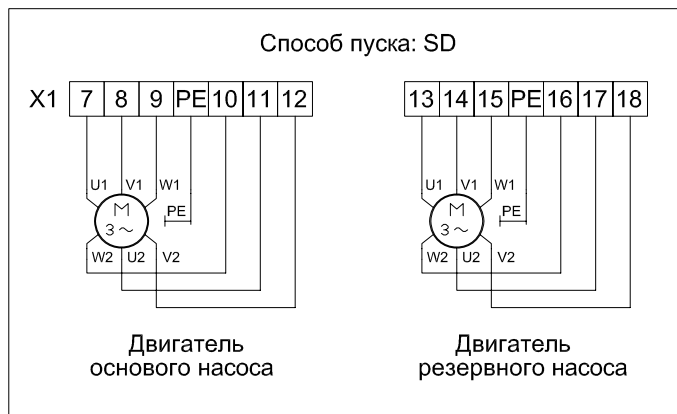 Способ пуска: SD
X1 7 8 9 PE 10 11 12
13 14 15 PE 16 17 18
U1 V1 W1
M
3 ~
PE
W2 U2 V2
U1 V1 W1
M
3 ~
PE
W2 U2 V2
Двигатель
основого насоса
Двигатель
резервного насоса